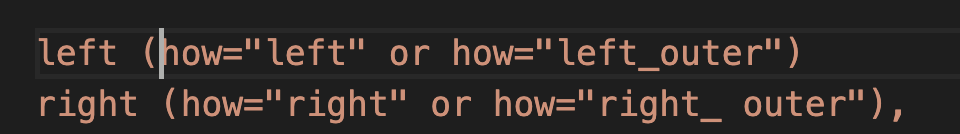 left (how="left" or how="left_outer")
right (how="right" or how="right_ outer"),